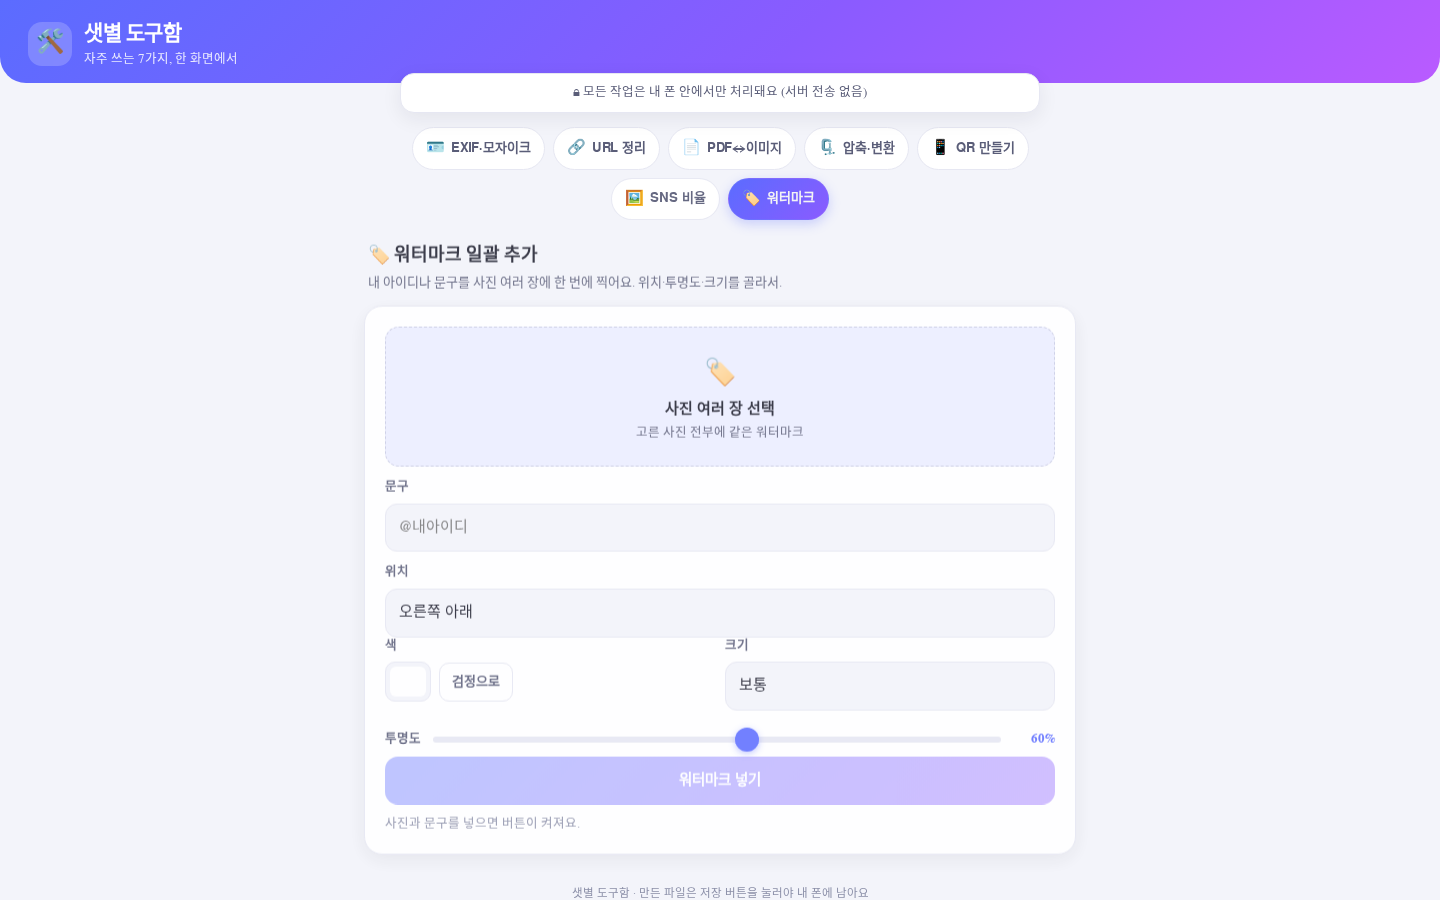 샛별 도구함
자주 쓰는 7가지, 한 화면에서
모든 작업은 내 폰 안에서만 처리돼요 (서버 전송 없음)
EXIF·모자이크
URL 정리
PDF↔이미지
압축·변환
QR 만들기
SNS 비율
워터마크
워터마크 일괄 추가
내 아이디나 문구를 사진 여러 장에 한 번에 찍어요. 위치·투명도·크기를 골라서.
사진 여러 장 선택
고른 사진 전부에 같은 워터마크
문구
@내아이디
위치
오른쪽 아래
색
크기
검정으로
보통
투명도
60%
워터마크 넣기
사진과 문구를 넣으면 버튼이 켜져요.
샛별 도구함 · 만든 파일은 저장 버튼을 눌러야 내 폰에 남아요